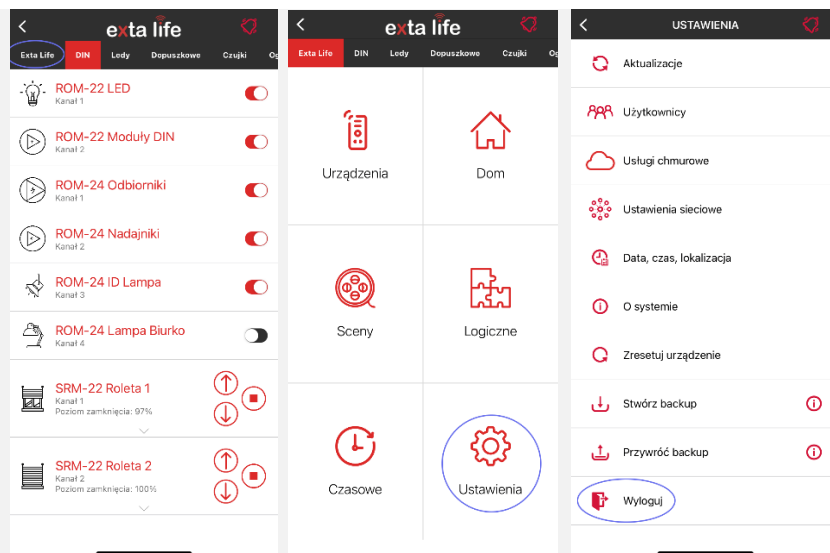 exta life
Exta Life DIN Ledy Dopuszkowe Czujki
ROM-22 LED
Kanał 1
ROM-22 Moduły DIN
Kanał 2
ROM-24 Odbiorniki
Kanał 1
ROM-24 Nadajniki
Kanał 2
ROM-24 ID Lampa
Kanał 3
ROM-24 Lampa Biurko
Kanał 4
SRM-22 Roleta 1
Kanał 1
Poziom zamknięcia: 97%
SRM-22 Roleta 2
Kanał 2
Poziom zamknięcia: 100%
exta life
Exta Life DIN Ledy Dopuszkowe Czujki
Urządzenia
Dom
Sceny
Logiczne
Czasowe
Ustawienia
USTAWIENIA
Aktualizacje
Użytkownicy
Usługi chmurowe
Ustawienia sieciowe
Data, czas, lokalizacja
O systemie
Zresetuj urządzenie
Stwórz backup
Przywróć backup
Wyloguj